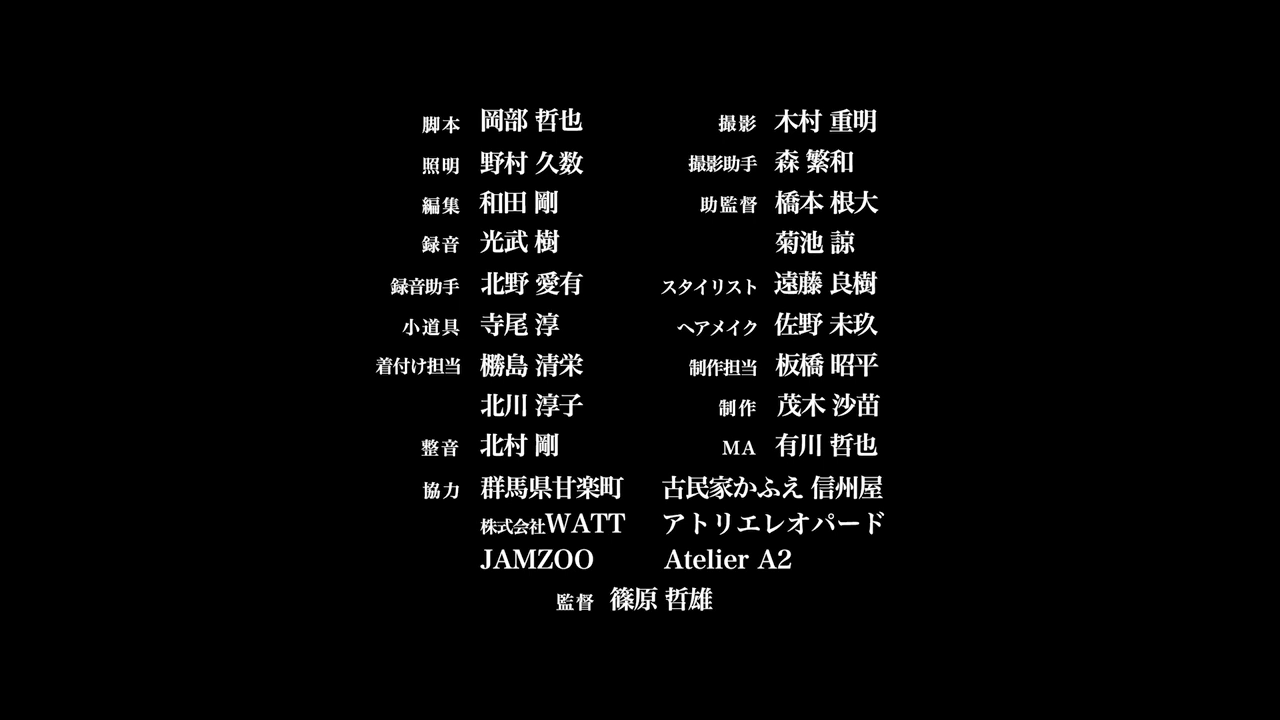 脚本 岡部 哲也 撮影 木村 重明
照明 野村 久数 撮影助手 森 繁和
編集 和田 剛 助監督 橋本 根大
録音 光武 樹 菊池 諒
録音助手 北野 愛有 スタイリスト 遠藤 良樹
小道具 寺尾 淳 ヘアメイク 佐野 未玖
着付け担当 橳島 清栄 制作担当 板橋 昭平
北川 淳子 制作 茂木 沙苗
整音 北村 剛 MA 有川 哲也
協力 群馬県甘楽町 古民家かふえ 信州屋
株式会社WATT アトリエレオパード
JAMZOO Atelier A2
監督 篠原 哲雄